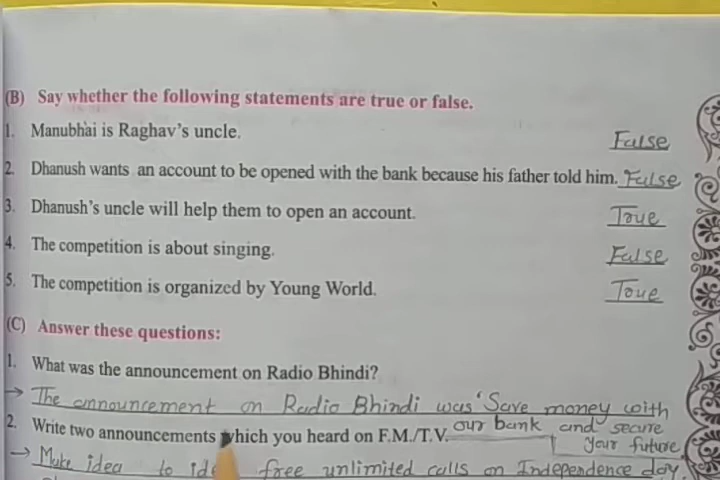 (B) Say whether the following statements are true or false.
1. Manubhai is Raghav's uncle. False
2. Dhanush wants an account to be opened with the bank because his father told him. False
3. Dhanush's uncle will help them to open an account. True
4. The competition is about singing. False
5. The competition is organized by Young World. True
(C) Answer these questions:
1. What was the announcement on Radio Bhindi?
→ The announcement on Radio Bhindi was 'Save money with
our bank and secure
your future
2. Write two announcements which you heard on F.M./T.V.
→ Make idea to free unlimited calls on Independence day,